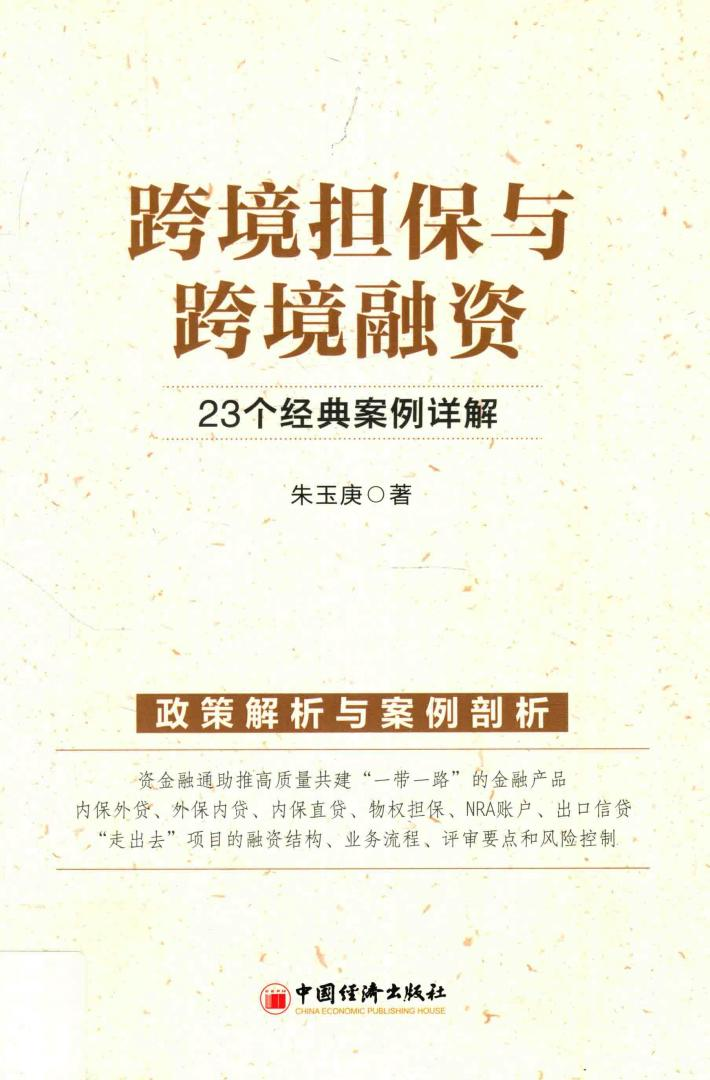 跨境担保与
跨境融资
23个经典案例详解
朱玉庚○著
政策解析与案例剖析
资金融通助推高质量共建“一带一路”的金融产品
内保外贷、外保内贷、内保直贷、物权担保、NRA账户、出口信贷
“走出去”项目的融资结构、业务流程、评审要点和风险控制
中国经济出版社
CHINA ECONOMIC PUBLISHING HOUSE